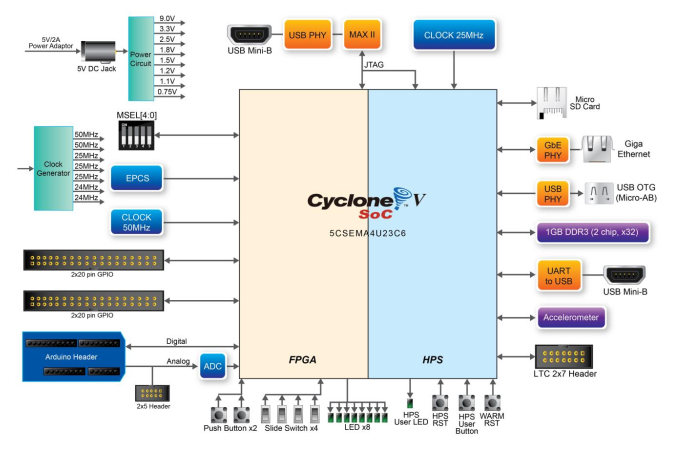 5V/2A
Power Adaptor
5V DC Jack
Power
Circuit
9.0V
3.3V
2.5V
1.8V
1.5V
1.2V
1.1V
0.75V
USB Mini-B
USB PHY
MAX II
JTAG
CLOCK 25MHz
MSEL[4:0]
Clock
Generator
50MHz
50MHz
25MHz
25MHz
25MHz
24MHz
24MHz
EPCS
CLOCK
50MHz
2x20 pin GPIO
2x20 pin GPIO
Arduino Header
Digital
Analog
ADC
2x5 Header
Cyclone V
SoC
5CSEMA4U23C6
FPGA
HPS
Micro
SD Card
GbE
PHY
Giga
Ethernet
USB
PHY
USB OTG
(Micro-AB)
1GB DDR3 (2 chip, x32)
UART
to USB
USB Mini-B
Accelerometer
LTC 2x7 Header
Push Button x2
Slide Switch x4
LED x8
HPS
User LED
HPS
RST
HPS
User
Button
WARM
RST